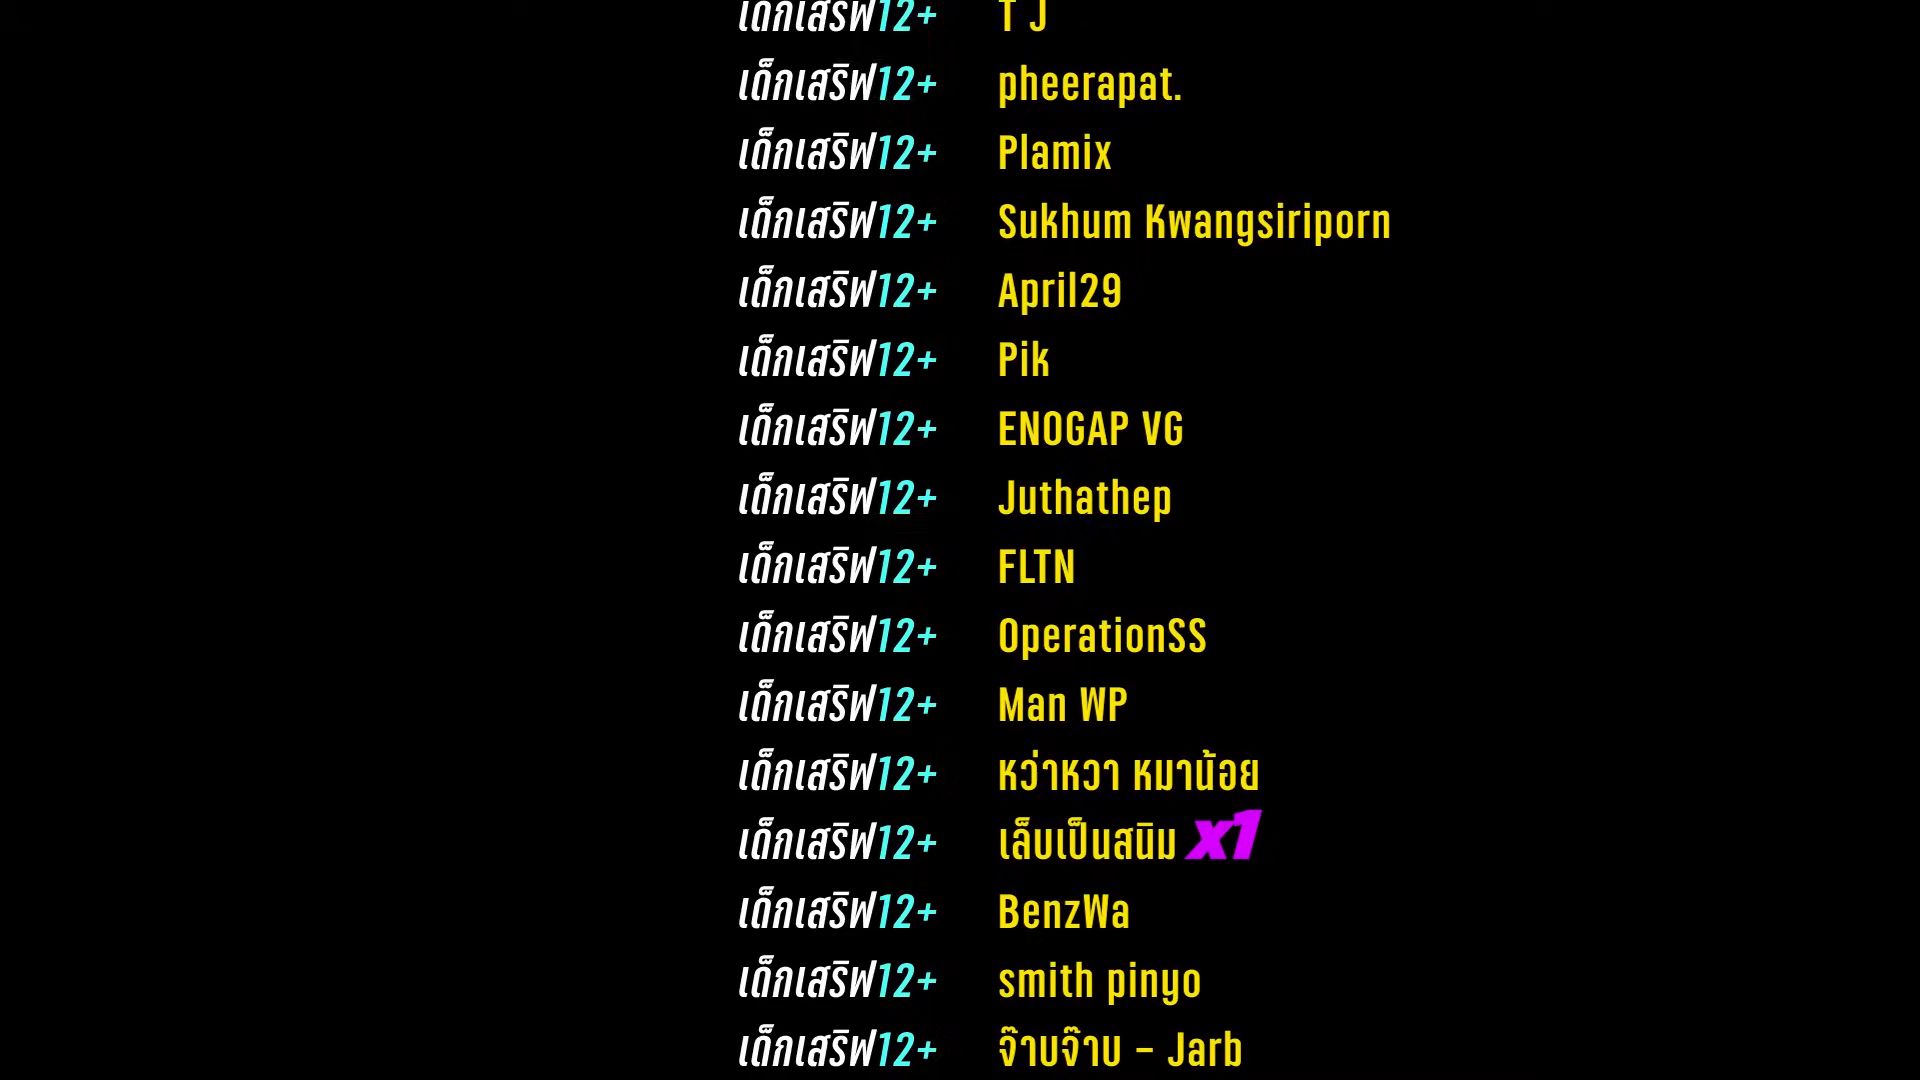 เด็กเสริฟ12+ T J
เด็กเสริฟ12+ pheerapat.
เด็กเสริฟ12+ Plamix
เด็กเสริฟ12+ Sukhum Kwangsiriporn
เด็กเสริฟ12+ April29
เด็กเสริฟ12+ Pik
เด็กเสริฟ12+ ENOGAP VG
เด็กเสริฟ12+ Juthathep
เด็กเสริฟ12+ FLTN
เด็กเสริฟ12+ OperationSS
เด็กเสริฟ12+ Man WP
เด็กเสริฟ12+ หว่าหวา หมาน้อย
เด็กเสริฟ12+ เล็บเป็นสนิม x1
เด็กเสริฟ12+ BenzWa
เด็กเสริฟ12+ smith pinyo
เด็กเสริฟ12+ จ๊าบจ๊าบ - Jarb